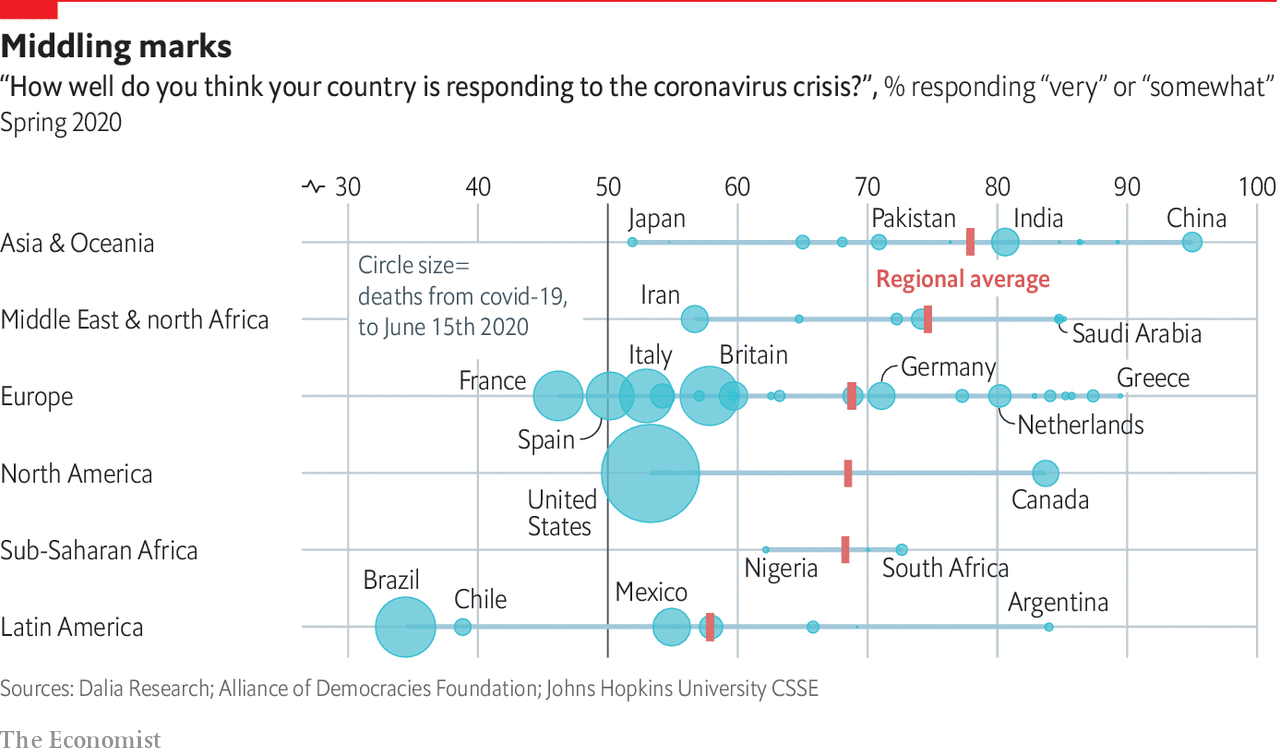 Middling marks
“How well do you think your country is responding to the coronavirus crisis?”, % responding “very” or “somewhat”
Spring 2020
30 40 50 60 70 80 90 100
Japan Pakistan India China
Asia & Oceania
Circle size=
deaths from covid-19,
to June 15th 2020
Regional average
Iran
Middle East & north Africa
Saudi Arabia
Italy Britain
France Germany Greece
Europe
Spain Netherlands
North America
United
States
Canada
Sub-Saharan Africa
Nigeria South Africa
Brazil Chile Mexico Argentina
Latin America
Sources: Dalia Research; Alliance of Democracies Foundation; Johns Hopkins University CSSE
The Economist